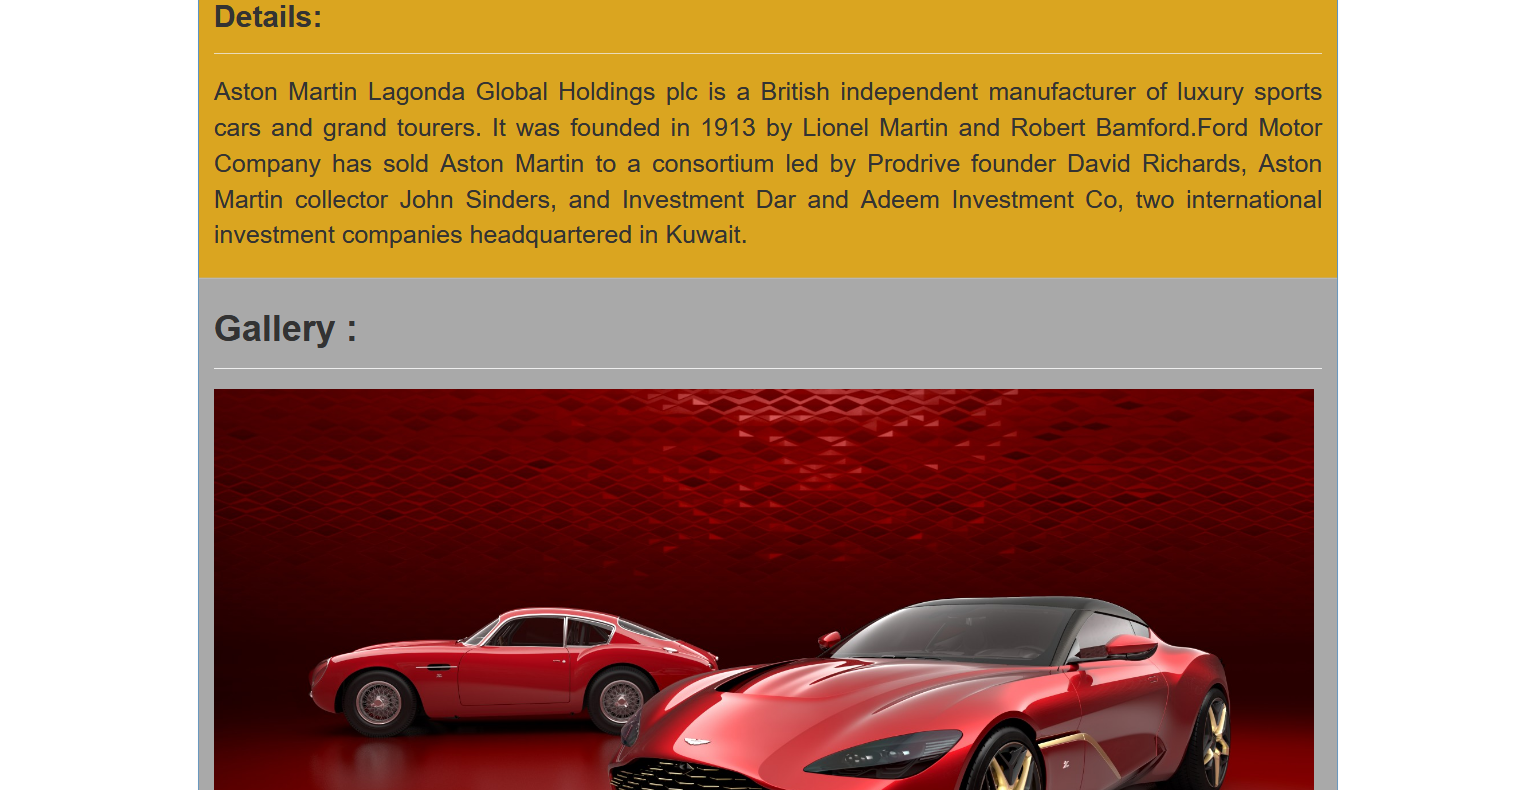 Details:
Aston Martin Lagonda Global Holdings plc is a British independent manufacturer of luxury sports
cars and grand tourers. It was founded in 1913 by Lionel Martin and Robert Bamford.Ford Motor
Company has sold Aston Martin to a consortium led by Prodrive founder David Richards, Aston
Martin collector John Sinders, and Investment Dar and Adeem Investment Co, two international
investment companies headquartered in Kuwait.
Gallery :